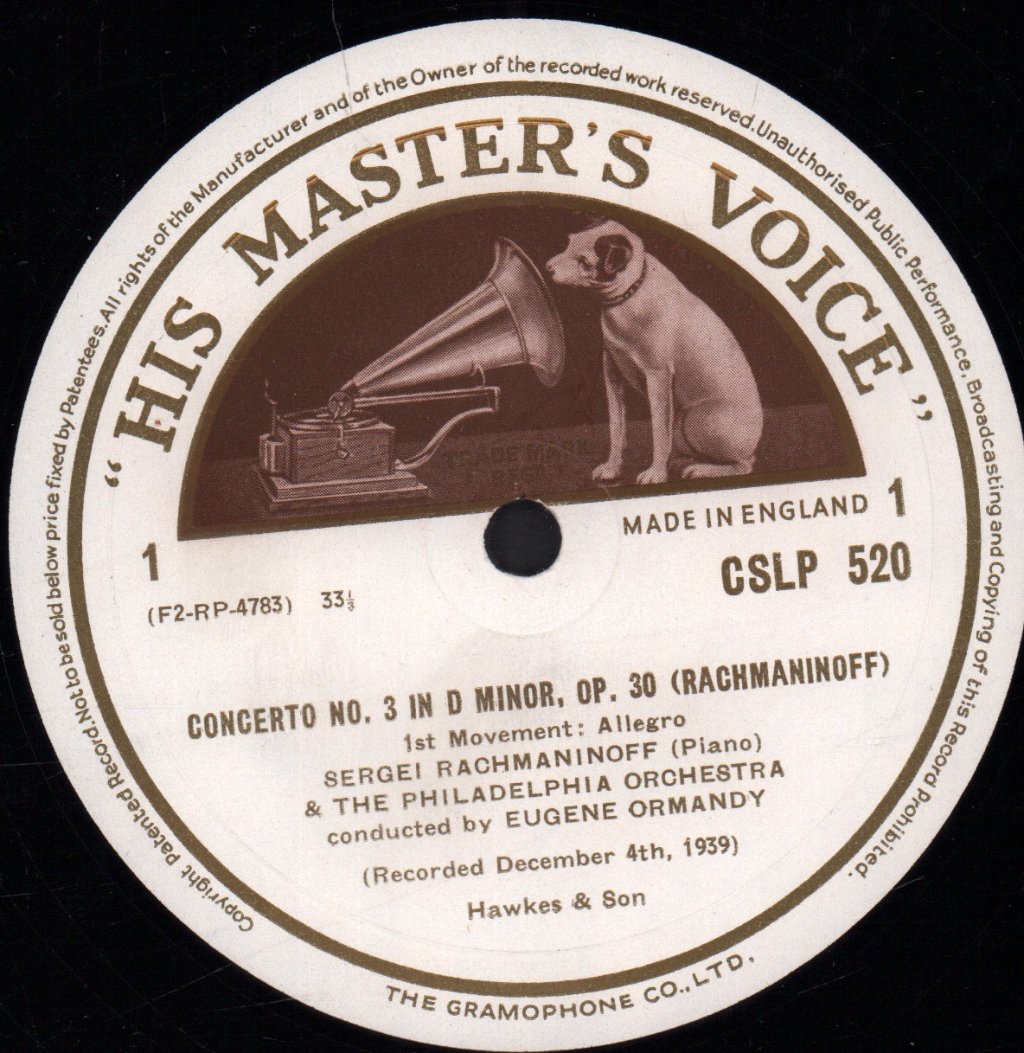 Copyright Patented Record. Not to be sold below price fixed by Patentees. All rights of the Manufacturer and of the Owner of the recorded work reserved. Unauthorised Public Performance, Broadcasting and Copying of this Record Prohibited.
“HIS MASTER'S VOICE”
TRADE MARK
MADE IN ENGLAND 1
1
CSLP 520
(F2-RP-4783) 33⅓
CONCERTO NO. 3 IN D MINOR, OP. 30 (RACHMANINOFF)
1st Movement: Allegro
SERGEI RACHMANINOFF (Piano)
& THE PHILADELPHIA ORCHESTRA
conducted by EUGENE ORMANDY
(Recorded December 4th, 1939)
Hawkes & Son
THE GRAMOPHONE CO., LTD.